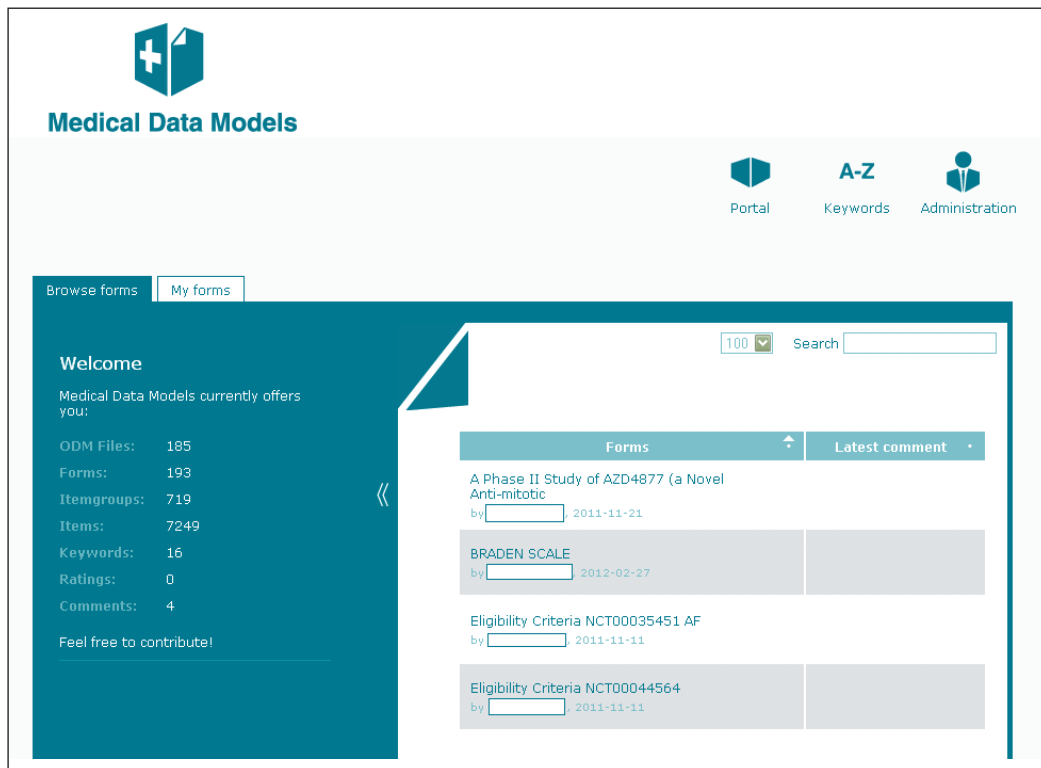 Medical Data Models
A-Z
Portal
Keywords
Administration
Browse forms
My forms
100
Search
Welcome
Medical Data Models currently offers
you:
ODM Files: 185
Forms: 193
Itemgroups: 719
Items: 7249
Keywords: 16
Ratings: 0
Comments: 4
Feel free to contribute!
Forms
Latest comment
A Phase II Study of AZD4877 (a Novel
Anti-mitotic
by , 2011-11-21
BRADEN SCALE
by , 2012-02-27
Eligibility Criteria NCT00035451 AF
by , 2011-11-11
Eligibility Criteria NCT00044564
by , 2011-11-11